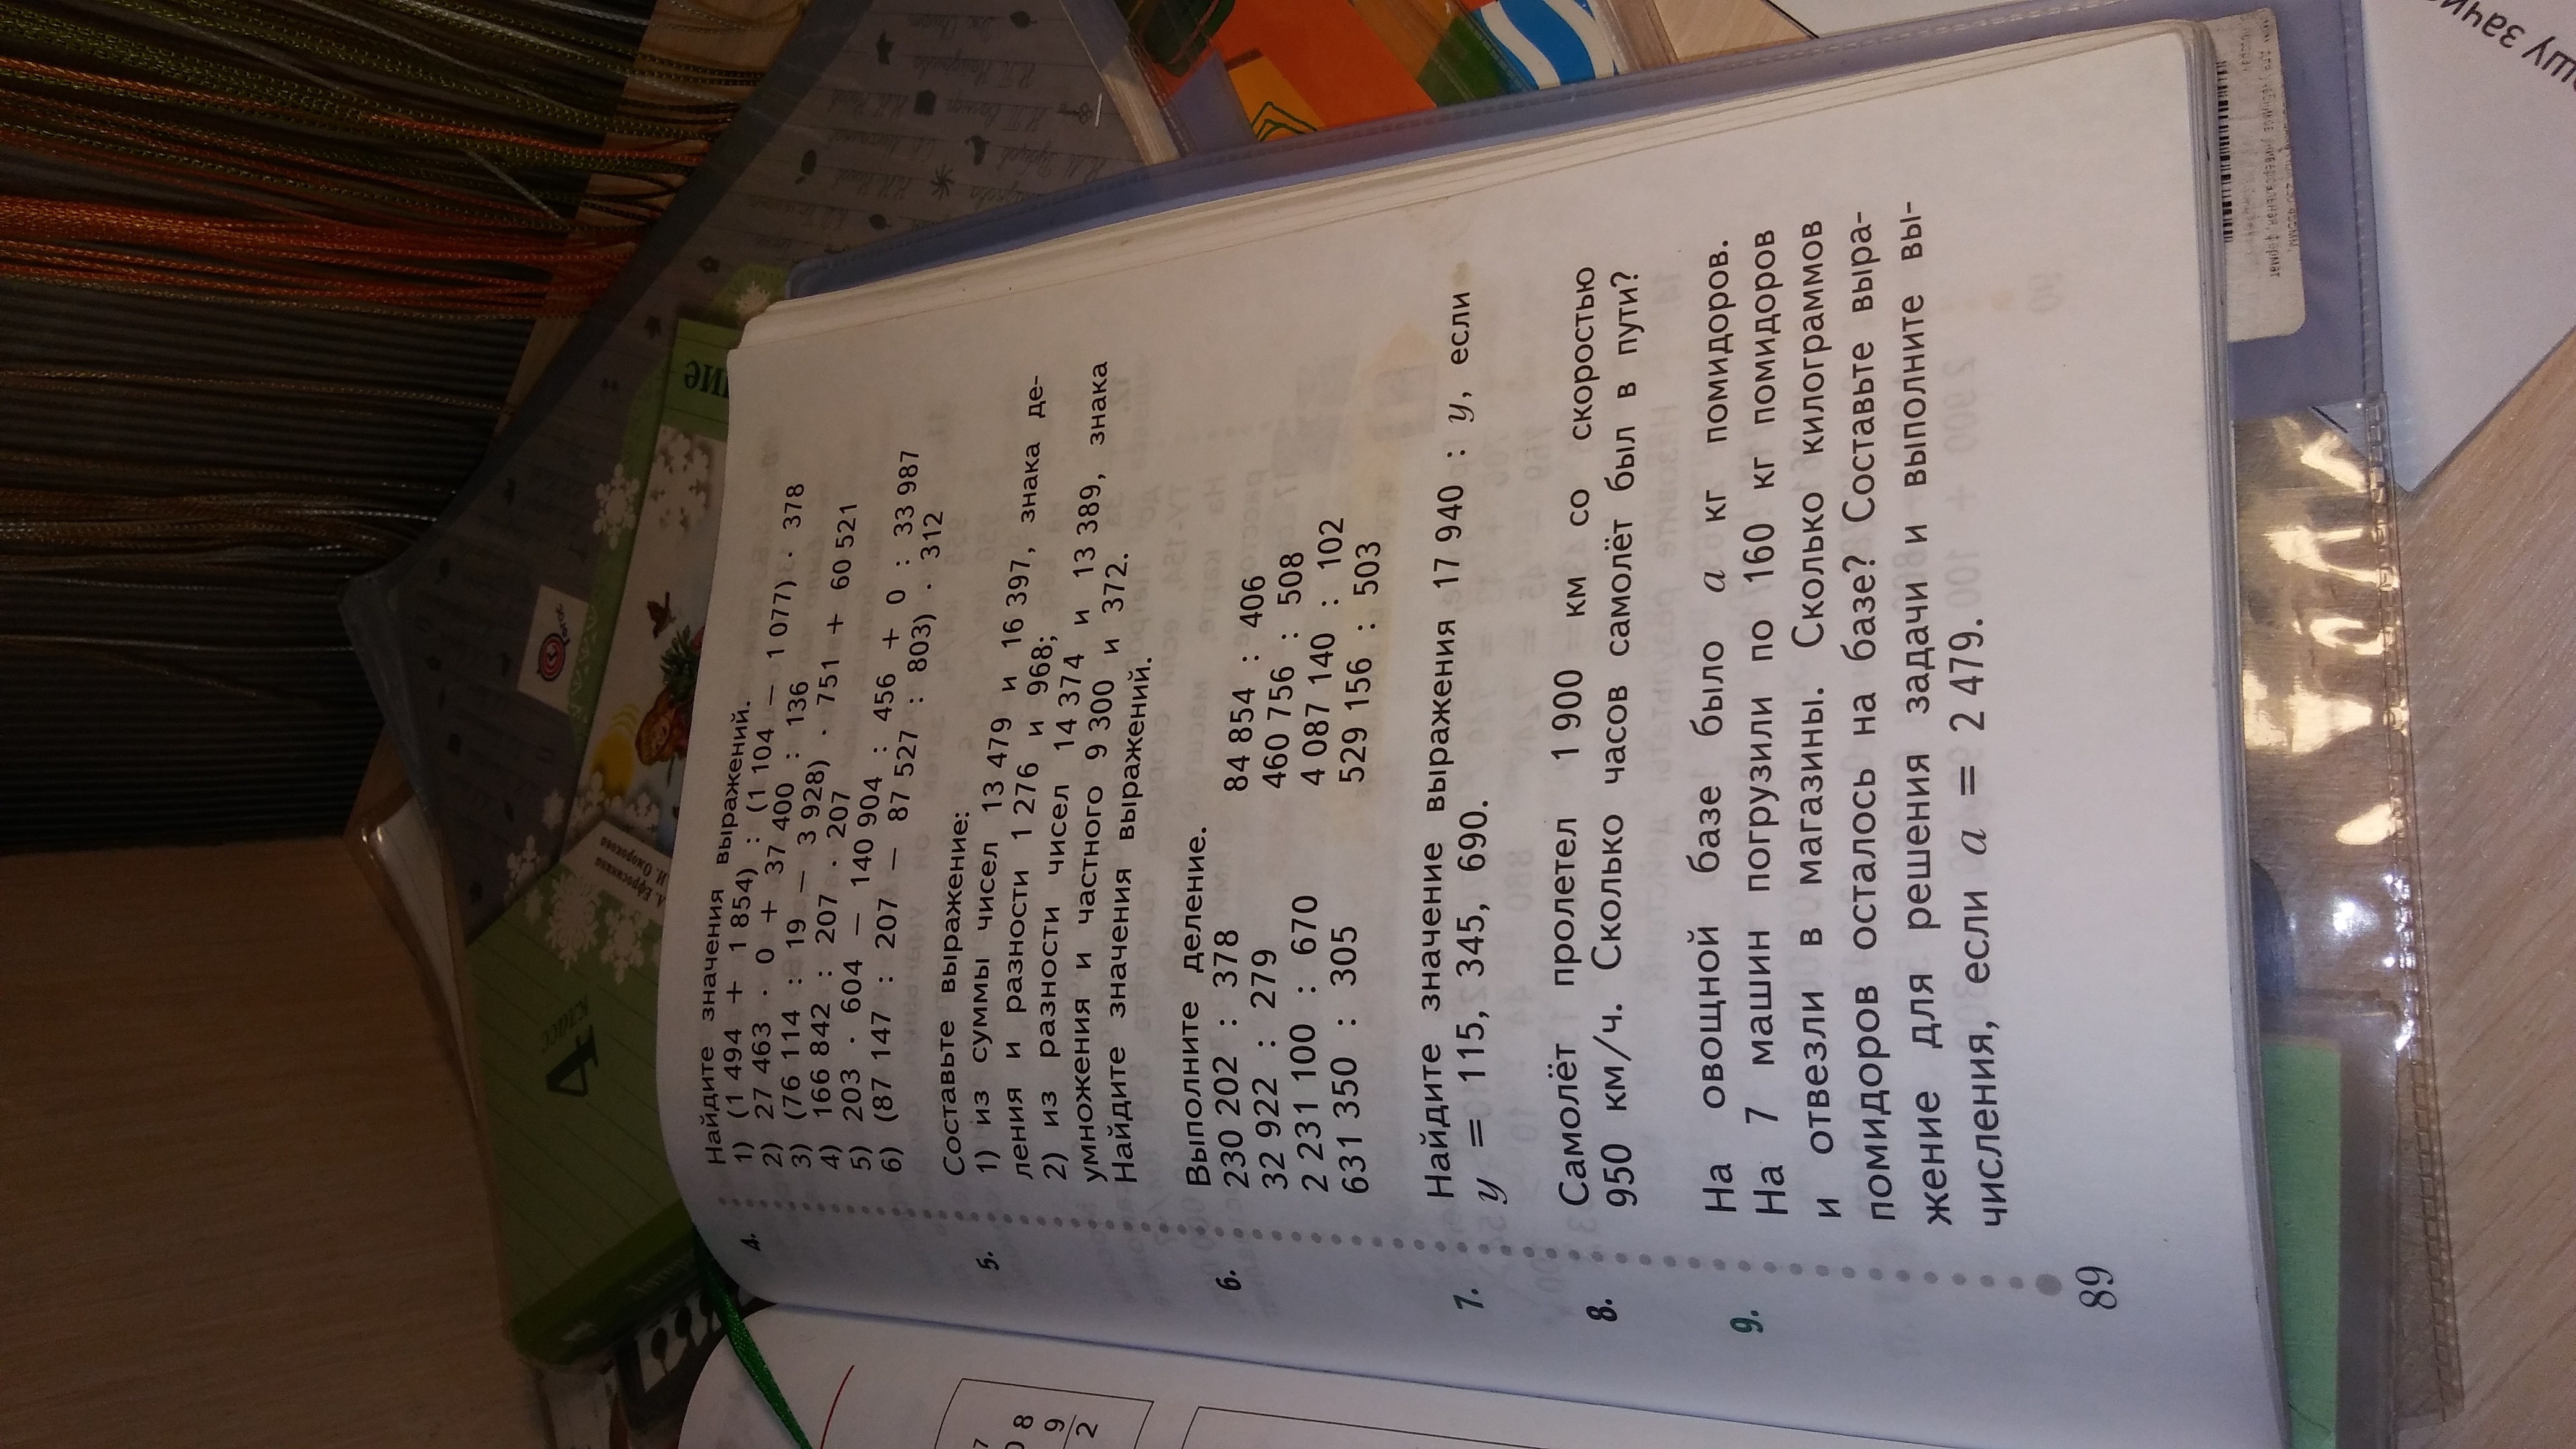 4. Найдите значения выражений.
1) (1 494 + 1 854) : (1 104 − 1 077) · 378
2) 27 463 · 0 + 37 400 : 136
3) (76 114 : 19 − 3 928) · 751 + 60 521
4) 166 842 : 207 · 207
5) 203 · 604 − 140 904 : 456 + 0 : 33 987
6) (87 147 : 207 − 87 527 : 803) · 312
5. Составьте выражение:
1) из суммы чисел 13 479 и 16 397, знака де-
ления и разности 1 276 и 968;
2) из разности чисел 14 374 и 13 389, знака
умножения и частного 9 300 и 372.
Найдите значения выражений.
6. Выполните деление.
230 202 : 378 84 854 : 406
32 922 : 279 460 756 : 508
2 231 100 : 670 4 087 140 : 102
631 350 : 305 529 156 : 503
7. Найдите значение выражения 17 940 : y, если
y = 115, 345, 690.
8. Самолёт пролетел 1 900 км со скоростью
950 км/ч. Сколько часов самолёт был в пути?
9. На овощной базе было a кг помидоров.
На 7 машин погрузили по 160 кг помидоров
и отвезли в магазины. Сколько килограммов
помидоров осталось на базе? Составьте выра-
жение для решения задачи и выполните вы-
числения, если a = 2 479.
89
4
класс
Ефросинина
Оморокова
ние
8
9
2